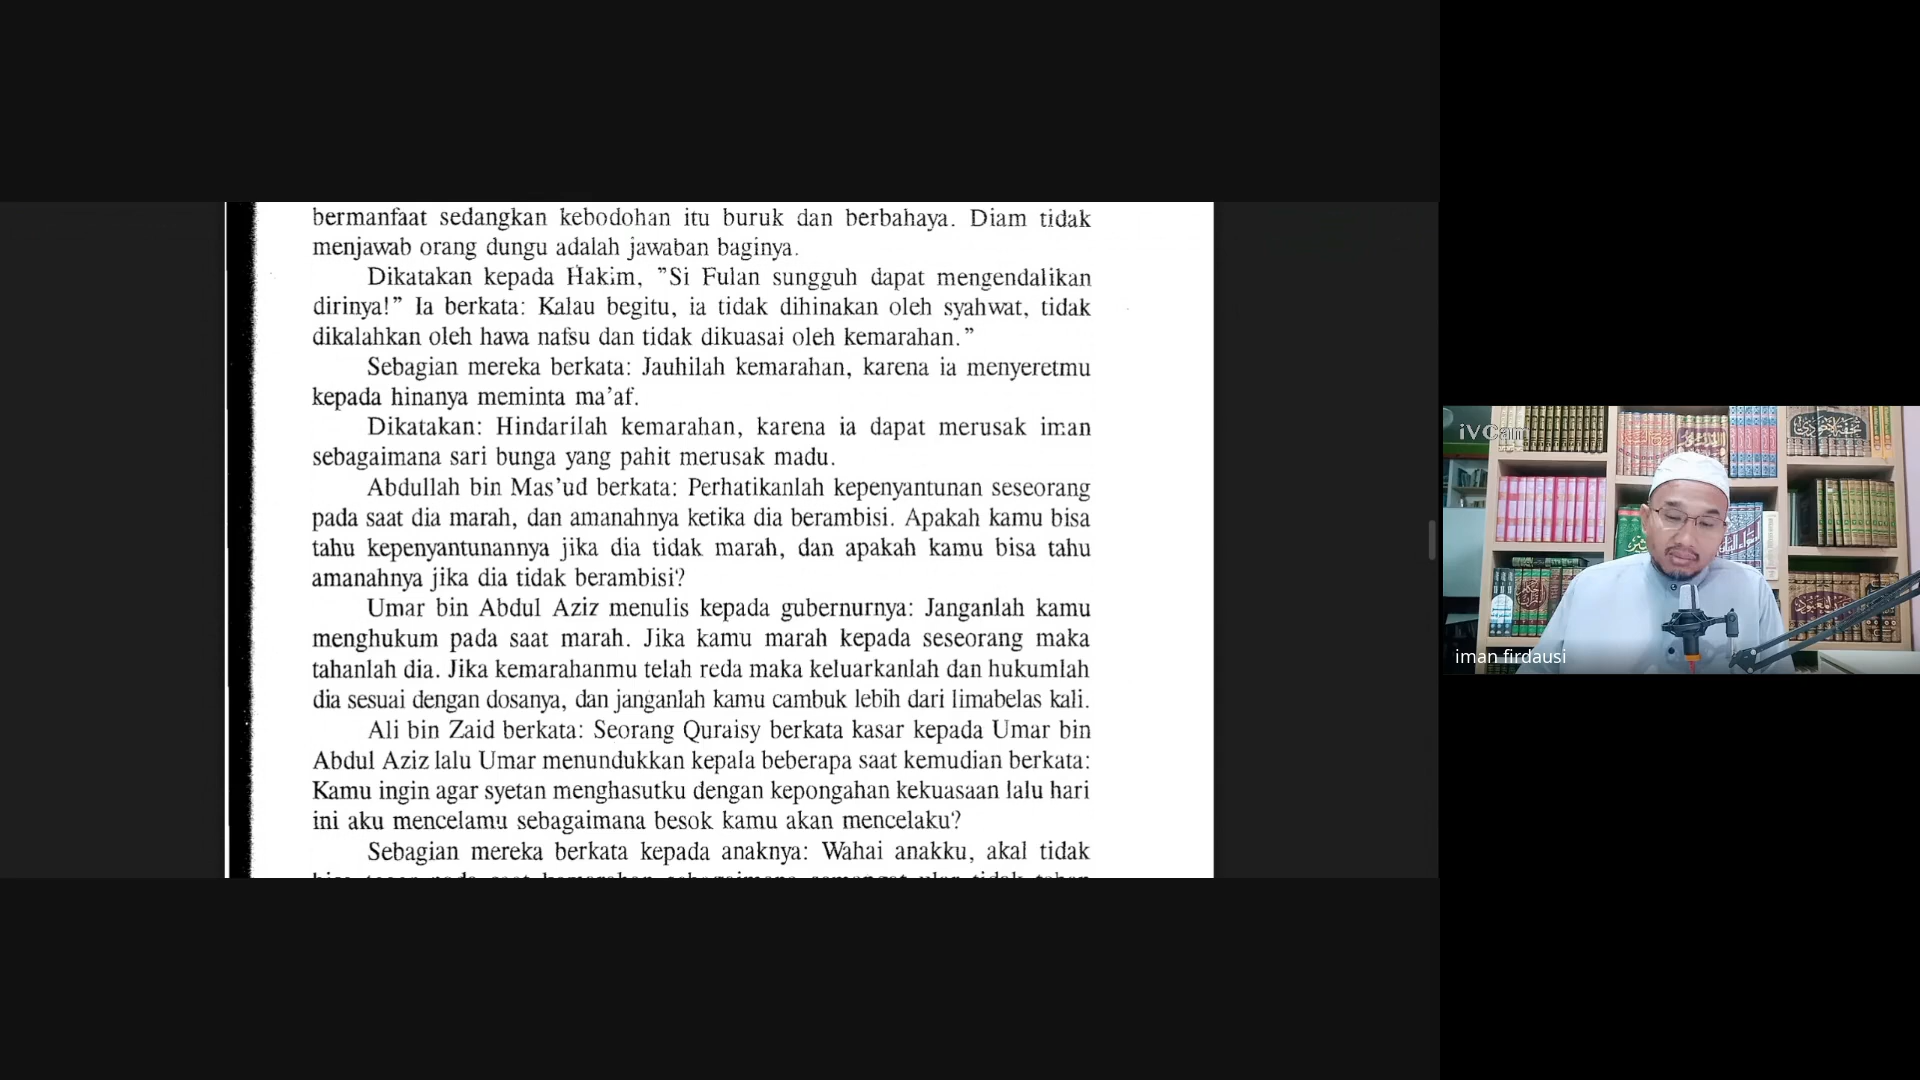 bermanfaat sedangkan kebodohan itu buruk dan berbahaya. Diam tidak
menjawab orang dungu adalah jawaban baginya.
Dikatakan kepada Hakim, ”Si Fulan sungguh dapat mengendalikan
dirinya!” Ia berkata: Kalau begitu, ia tidak dihinakan oleh syahwat, tidak
dikalahkan oleh hawa nafsu dan tidak dikuasai oleh kemarahan.”
Sebagian mereka berkata: Jauhilah kemarahan, karena ia menyeretmu
kepada hinanya meminta ma’af.
Dikatakan: Hindarilah kemarahan, karena ia dapat merusak iman
sebagaimana sari bunga yang pahit merusak madu.
Abdullah bin Mas’ud berkata: Perhatikanlah kepenyantunan seseorang
pada saat dia marah, dan amanahnya ketika dia berambisi. Apakah kamu bisa
tahu kepenyantunannya jika dia tidak marah, dan apakah kamu bisa tahu
amanahnya jika dia tidak berambisi?
Umar bin Abdul Aziz menulis kepada gubernurnya: Janganlah kamu
menghukum pada saat marah. Jika kamu marah kepada seseorang maka
tahanlah dia. Jika kemarahanmu telah reda maka keluarkanlah dan hukumlah
dia sesuai dengan dosanya, dan janganlah kamu cambuk lebih dari limabelas kali.
Ali bin Zaid berkata: Seorang Quraisy berkata kasar kepada Umar bin
Abdul Aziz lalu Umar menundukkan kepala beberapa saat kemudian berkata:
Kamu ingin agar syetan menghasutku dengan kepongahan kekuasaan lalu hari
ini aku mencelamu sebagaimana besok kamu akan mencelaku?
Sebagian mereka berkata kepada anaknya: Wahai anakku, akal tidak
iVCam
iman firdausi